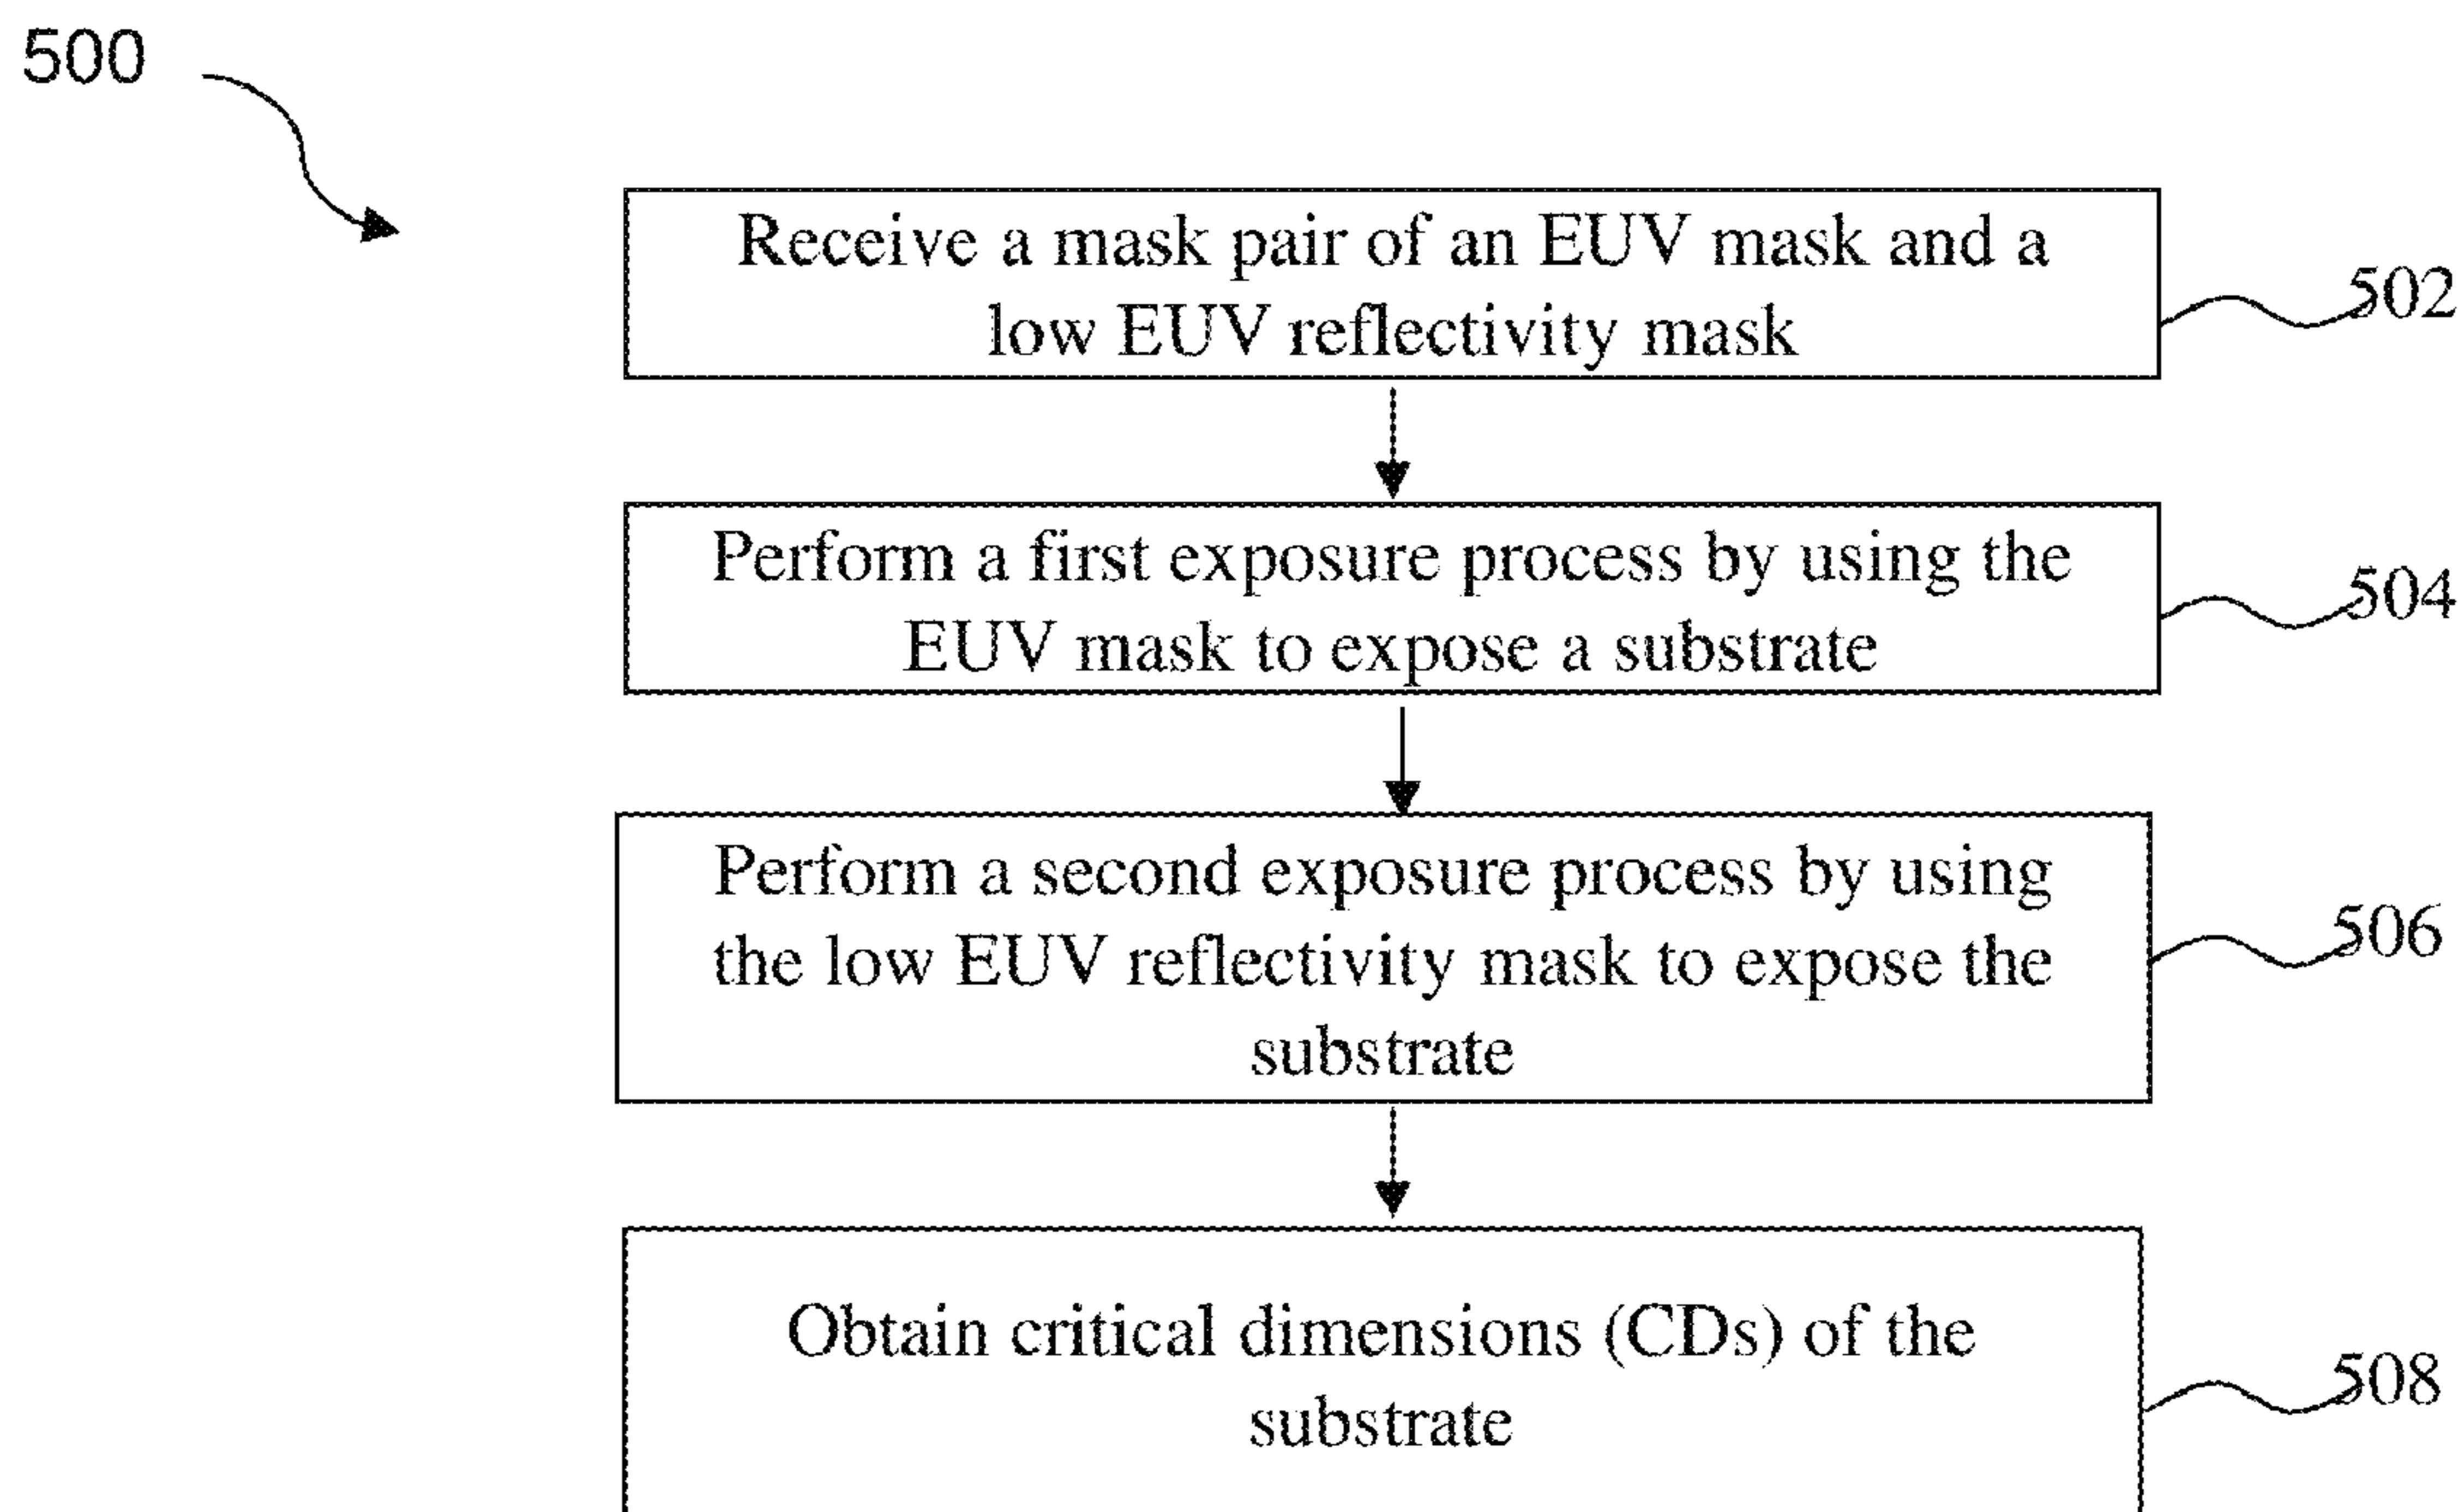 500
Receive a mask pair of an EUV mask and a
low EUV reflectivity mask
502
Perform a first exposure process by using the
EUV mask to expose a substrate
504
Perform a second exposure process by using
the low EUV reflectivity mask to expose the
substrate
506
Obtain critical dimensions (CDs) of the
substrate
508